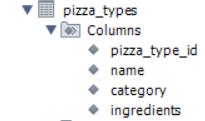 pizza_types
Columns
pizza_type_id
name
category
ingredients